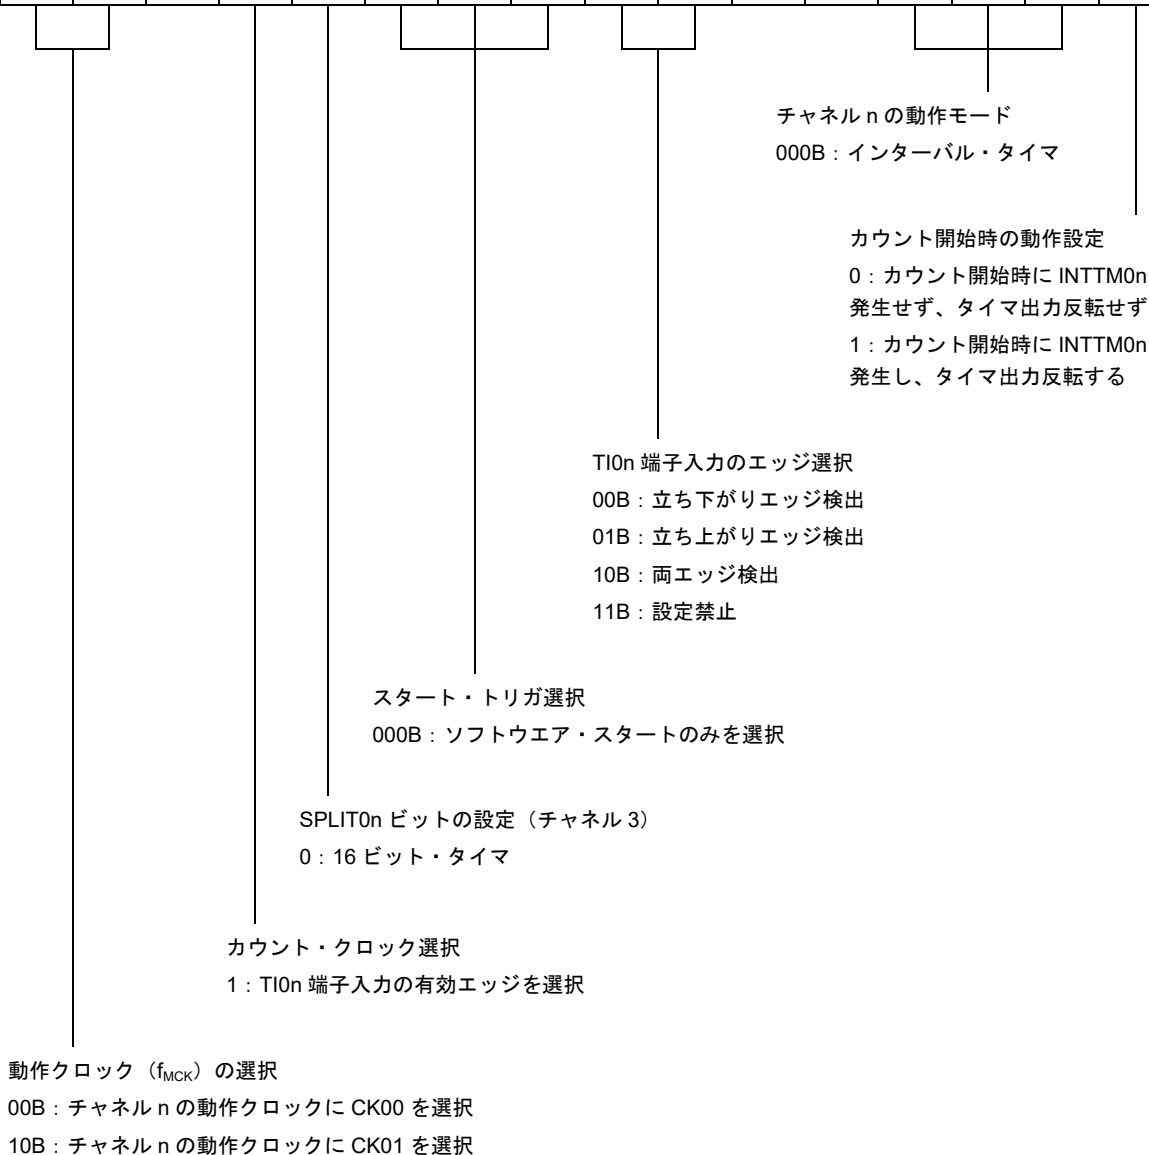 チャネル n の動作モード
000B：インターバル・タイマ
カウント開始時の動作設定
0：カウント開始時に INTTM0n
発生せず、タイマ出力反転せず
1：カウント開始時に INTTM0n
発生し、タイマ出力反転する
TI0n 端子入力のエッジ選択
00B：立ち下がりエッジ検出
01B：立ち上がりエッジ検出
10B：両エッジ検出
11B：設定禁止
スタート・トリガ選択
000B：ソフトウエア・スタートのみを選択
SPLIT0n ビットの設定（チャネル 3）
0：16 ビット・タイマ
カウント・クロック選択
1：TI0n 端子入力の有効エッジを選択
動作クロック（fMCK）の選択
00B：チャネル n の動作クロックに CK00 を選択
10B：チャネル n の動作クロックに CK01 を選択